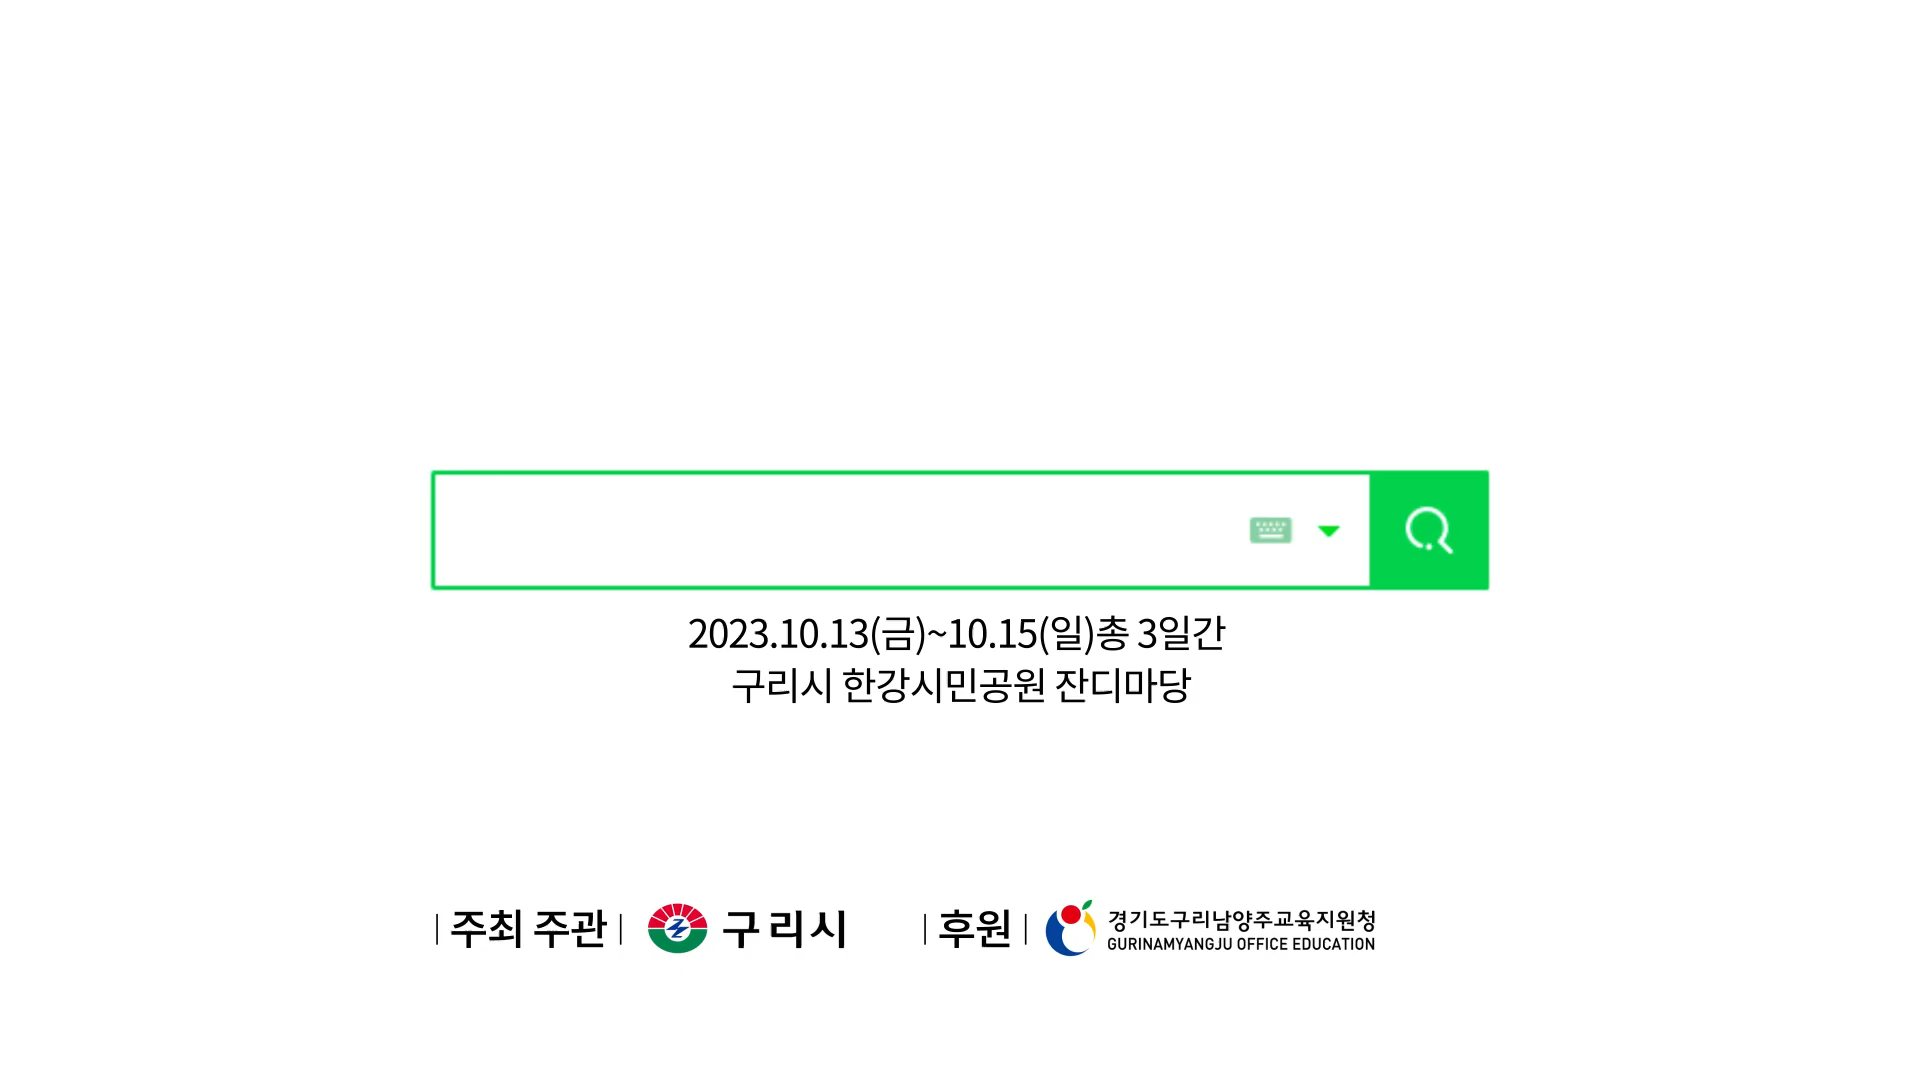 2023.10.13(금)~10.15(일)총 3일간
구리시 한강시민공원 잔디마당
| 주최 주관 | 구리시 | 후원 | 경기도구리남양주교육지원청
GURINAMYANGJU OFFICE EDUCATION